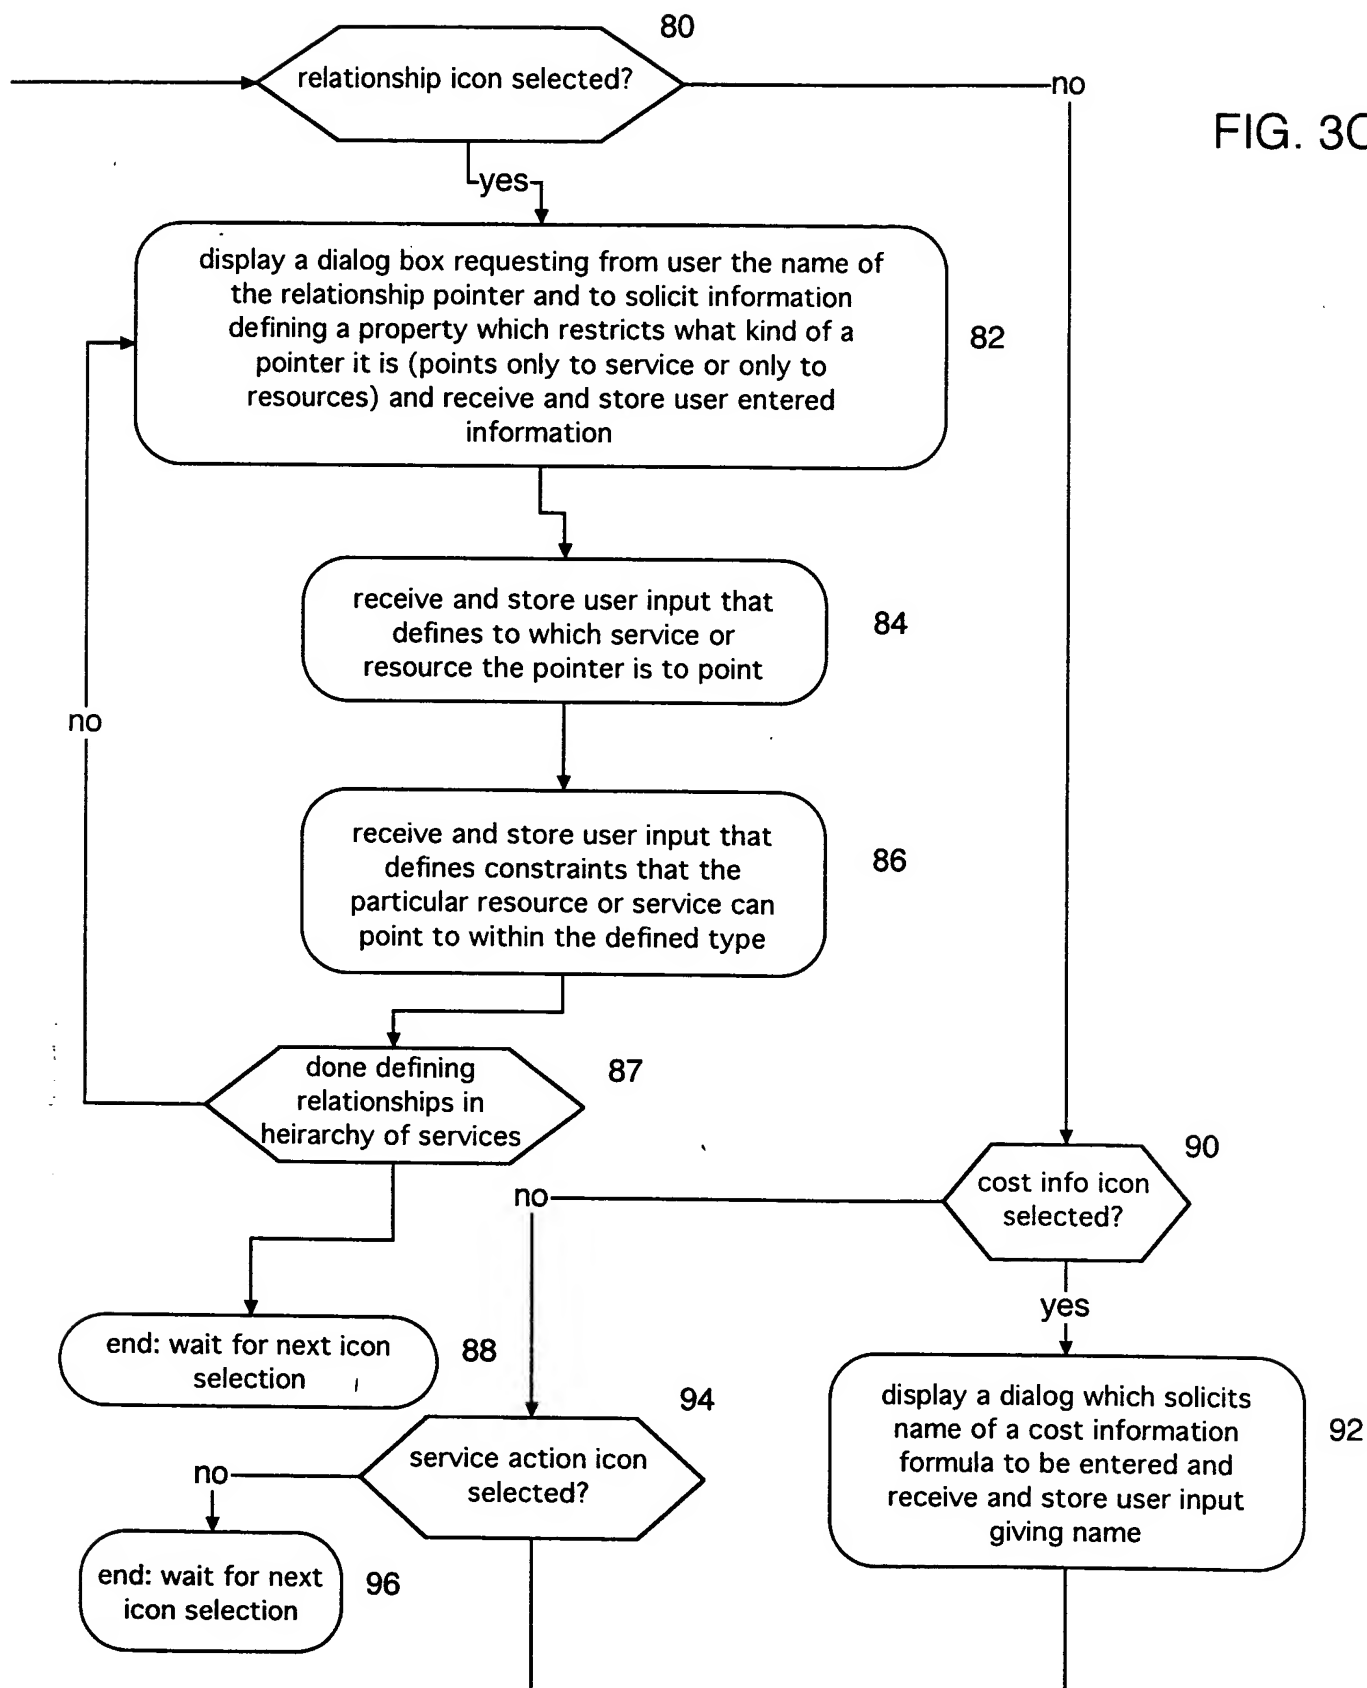 80
relationship icon selected?
no
FIG. 3C
yes
display a dialog box requesting from user the name of
the relationship pointer and to solicit information
defining a property which restricts what kind of a
pointer it is (points only to service or only to
resources) and receive and store user entered
information
82
receive and store user input that
defines to which service or
resource the pointer is to point
84
no
receive and store user input that
defines constraints that the
particular resource or service can
point to within the defined type
86
done defining
relationships in
heirarchy of services
87
90
cost info icon
selected?
no
yes
end: wait for next icon
selection
88
display a dialog which solicits
name of a cost information
formula to be entered and
receive and store user input
giving name
92
94
service action icon
selected?
no
end: wait for next
icon selection
96